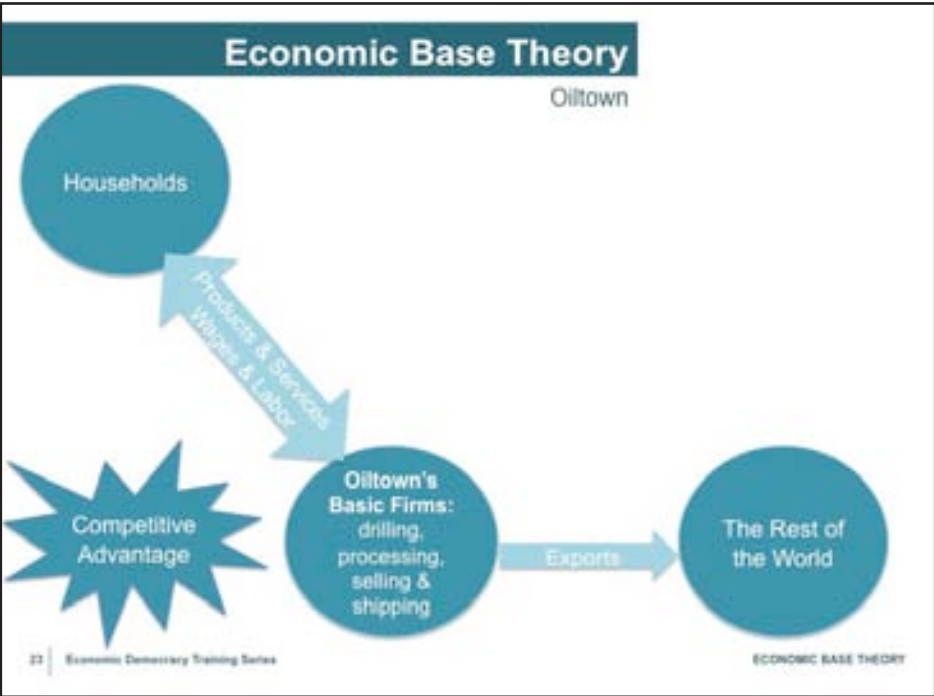 Economic Base Theory
Oiltown
Households
Products & Services
Wages & Labor
Competitive
Advantage
Oiltown's
Basic Firms:
drilling,
processing,
selling &
shipping
Exports
The Rest of
the World
23 Economic Democracy Training Series
ECONOMIC BASE THEORY